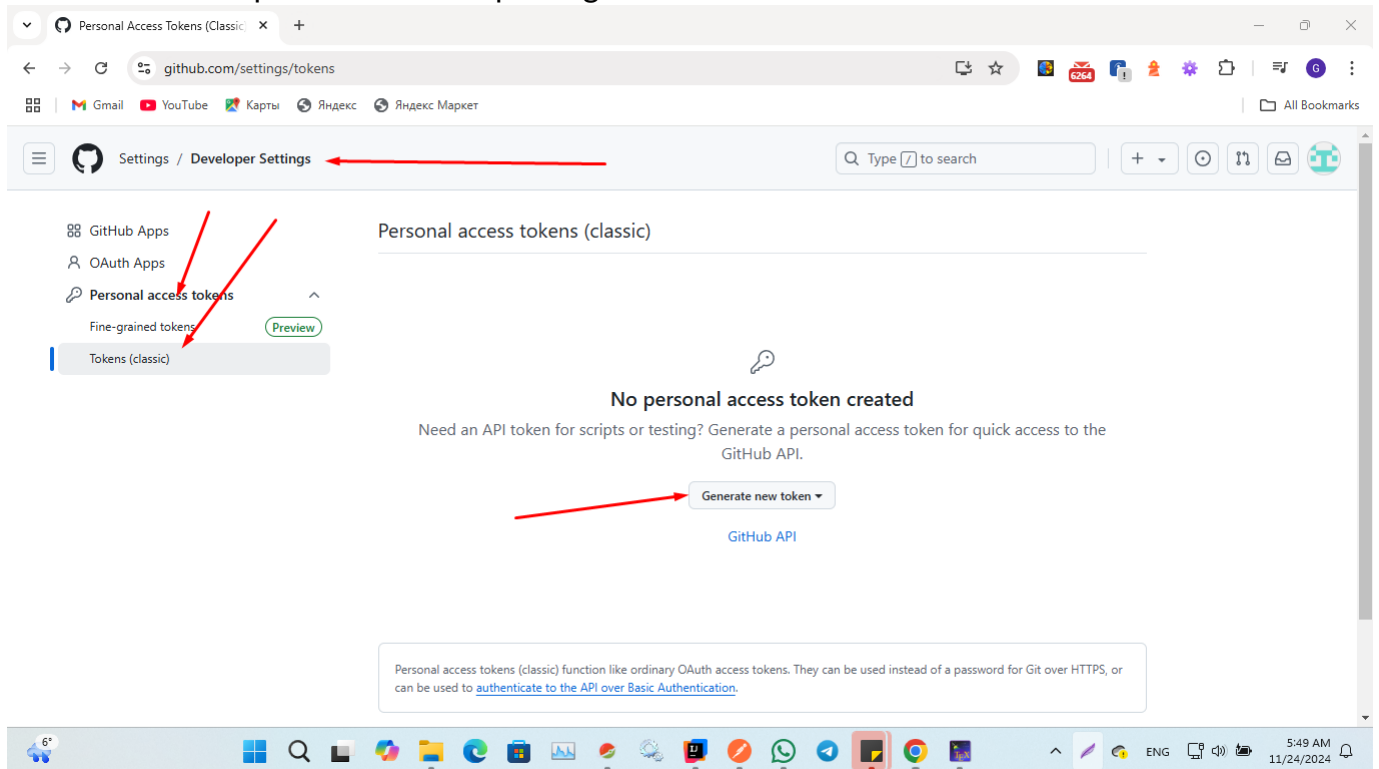 Personal Access Tokens (Classic)
github.com/settings/tokens
6264
G
Gmail
YouTube
Карты
Яндекс
Яндекс Маркет
All Bookmarks
Settings / Developer Settings
Type / to search
GitHub Apps
OAuth Apps
Personal access tokens
Fine-grained tokens
Preview
Tokens (classic)
Personal access tokens (classic)
No personal access token created
Need an API token for scripts or testing? Generate a personal access token for quick access to the
GitHub API.
Generate new token
GitHub API
Personal access tokens (classic) function like ordinary OAuth access tokens. They can be used instead of a password for Git over HTTPS, or
can be used to authenticate to the API over Basic Authentication.
6°
ENG
5:49 AM
11/24/2024